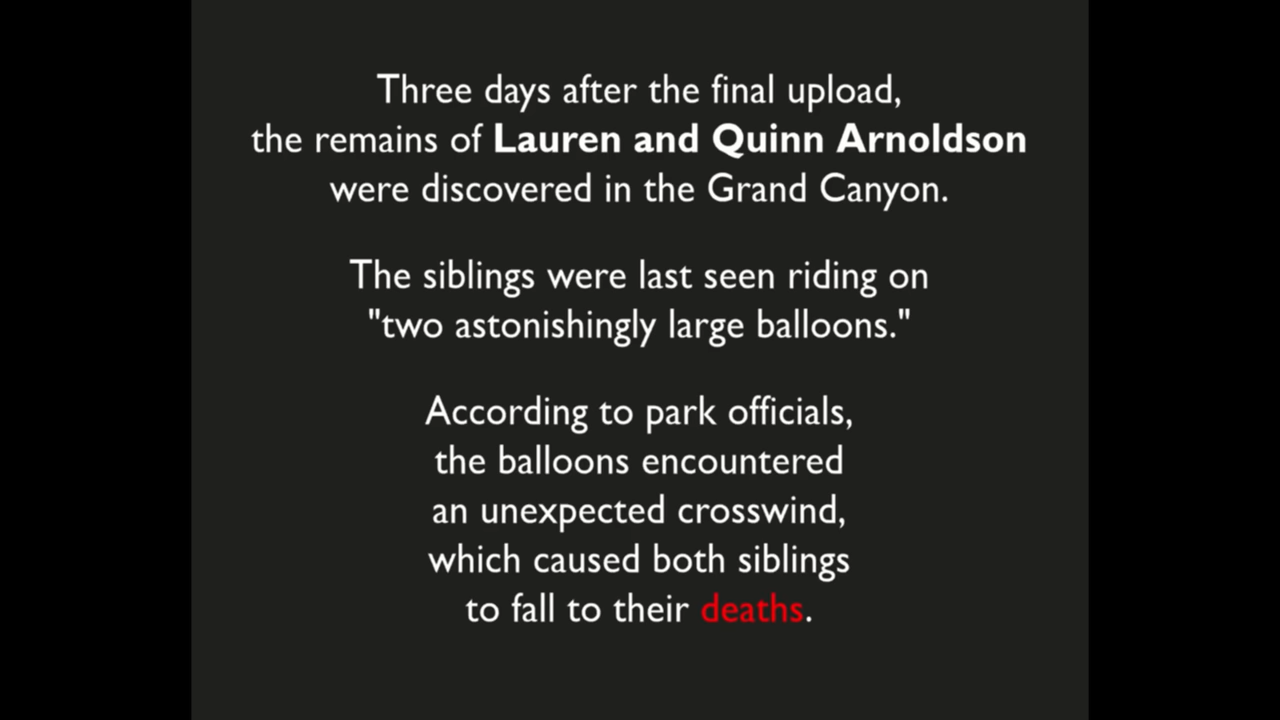 Three days after the final upload,
the remains of Lauren and Quinn Arnoldson
were discovered in the Grand Canyon.
The siblings were last seen riding on
"two astonishingly large balloons."
According to park officials,
the balloons encountered
an unexpected crosswind,
which caused both siblings
to fall to their deaths.